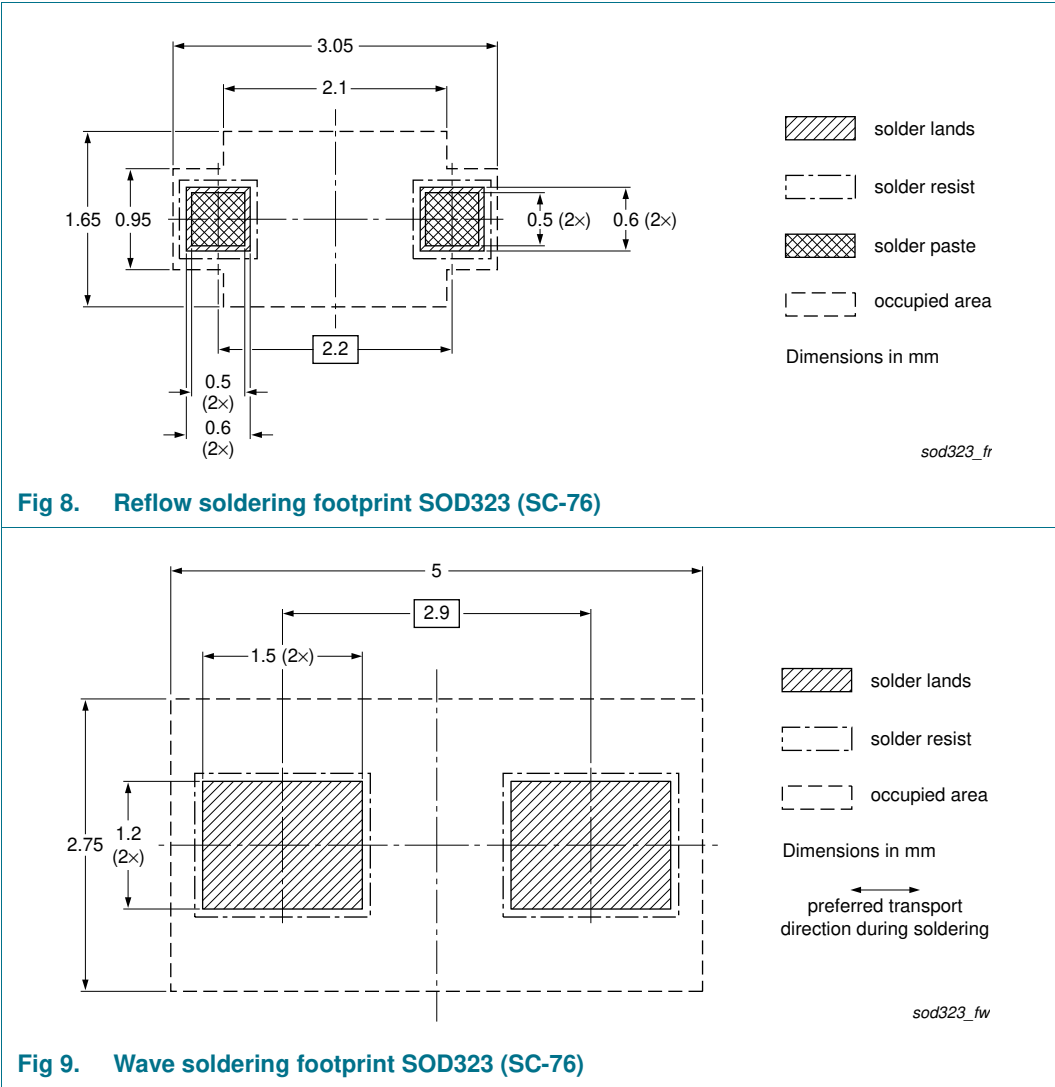 3.05
2.1
solder lands
solder resist
1.65 0.95
0.5 (2×) 0.6 (2×)
solder paste
occupied area
2.2
Dimensions in mm
0.5
(2×)
0.6
(2×)
sod323_fr
Fig 8. Reflow soldering footprint SOD323 (SC-76)
5
2.9
1.5 (2×)
solder lands
solder resist
occupied area
2.75 1.2
(2×)
Dimensions in mm
preferred transport
direction during soldering
sod323_fw
Fig 9. Wave soldering footprint SOD323 (SC-76)